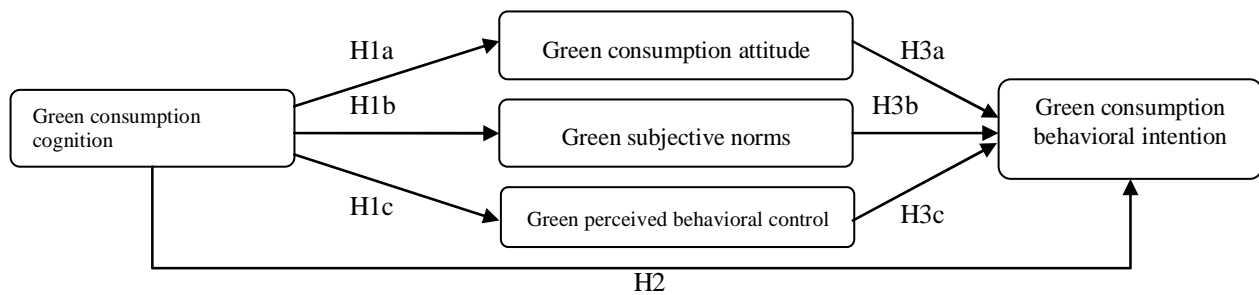 H1a
Green consumption attitude
H3a
Green consumption
cognition
H1b
Green subjective norms
H3b
Green consumption
behavioral intention
H1c
Green perceived behavioral control
H3c
H2